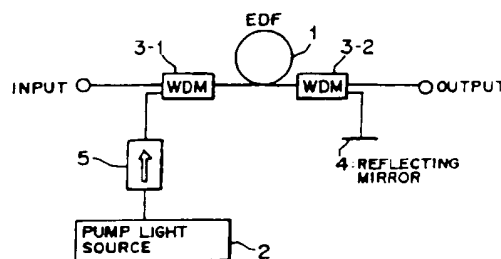 EDF
1
3-1
3-2
INPUT
WDM
WDM
OUTPUT
5
4:REFLECTING
MIRROR
PUMP LIGHT
SOURCE
2